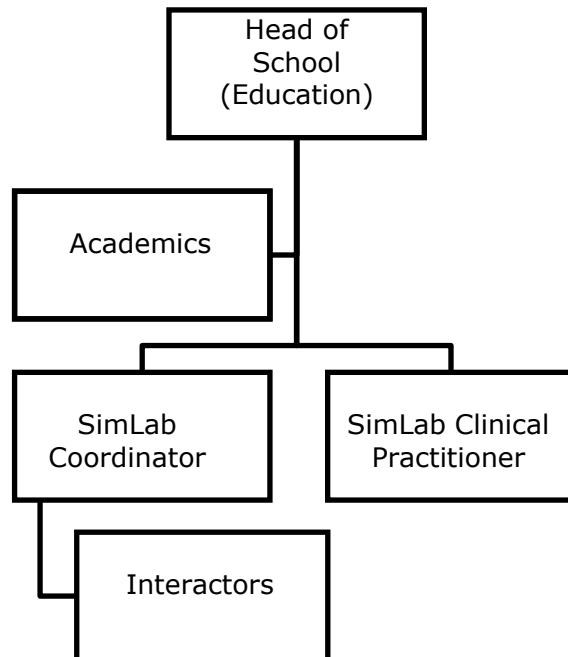 Head of
School
(Education)
Academics
SimLab
Coordinator
SimLab Clinical
Practitioner
Interactors